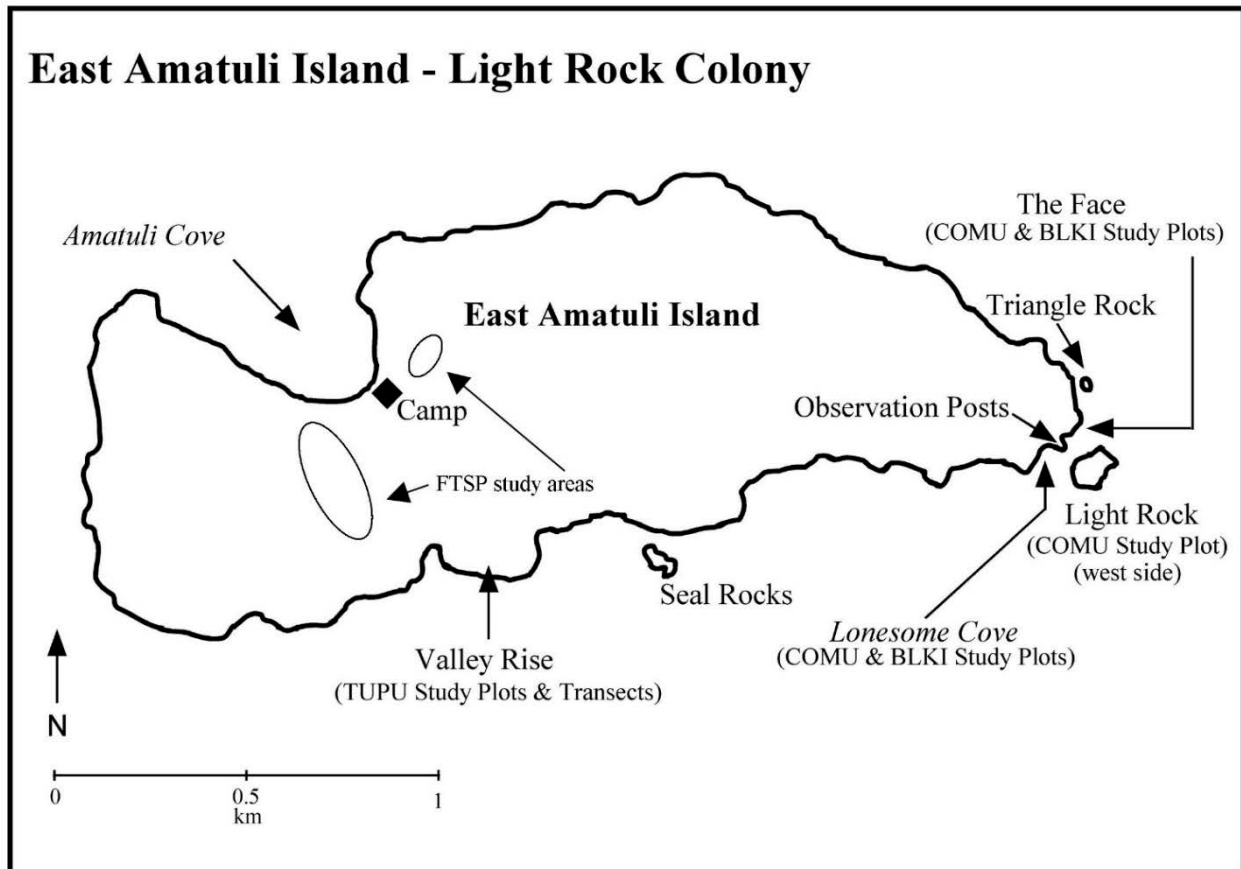 East Amatuli Island - Light Rock Colony
Amatuli Cove
The Face
(COMU & BLKI Study Plots)
Triangle Rock
East Amatuli Island
Camp
Observation Posts
FTSP study areas
Light Rock
(COMU Study Plot)
(west side)
Seal Rocks
Lonesome Cove
(COMU & BLKI Study Plots)
Valley Rise
(TUPU Study Plots & Transects)
N
0 0.5 1
km